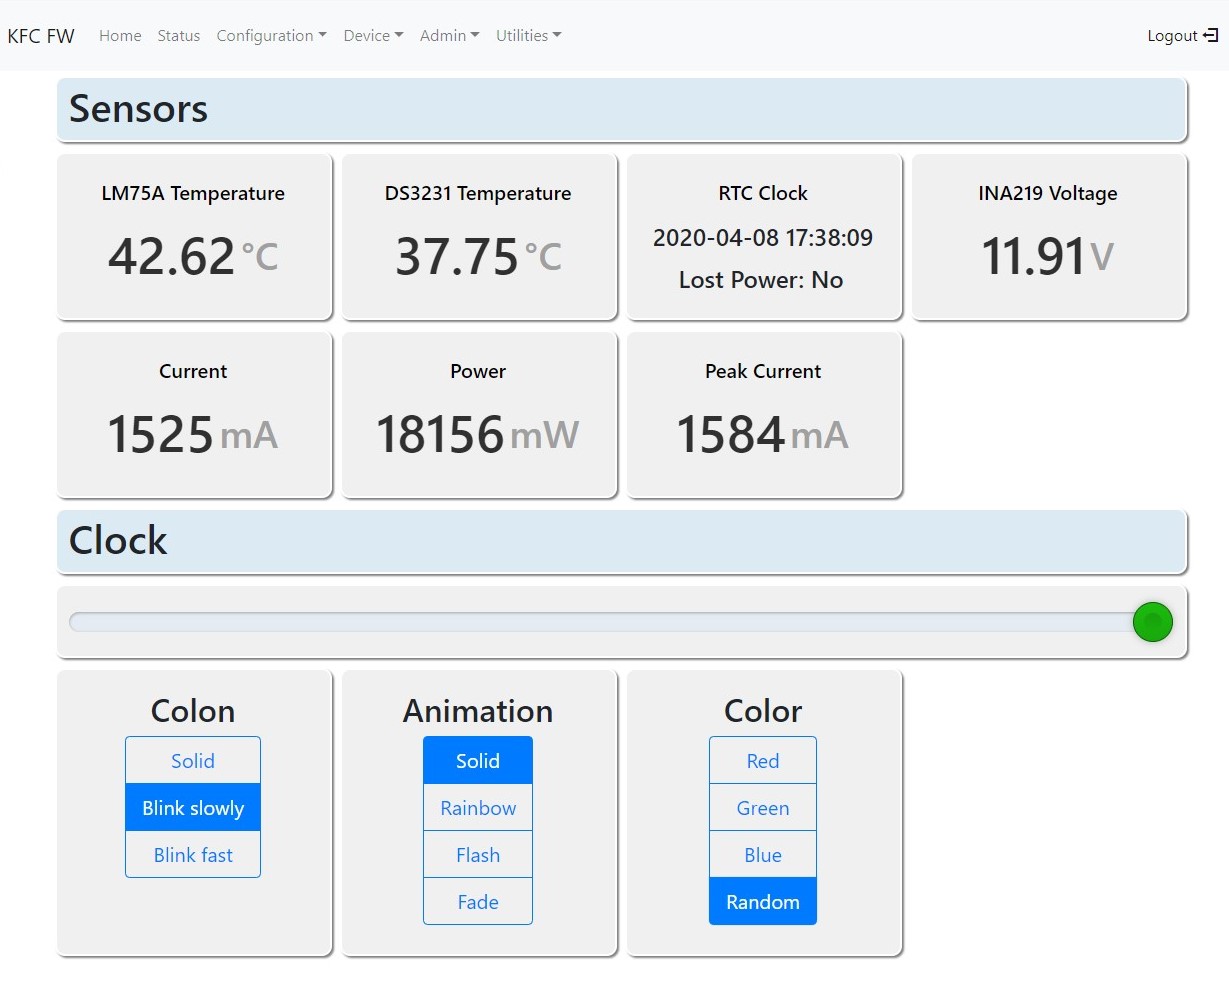 KFC FW Home Status Configuration Device Admin Utilities Logout
Sensors
LM75A Temperature
42.62 °C
DS3231 Temperature
37.75 °C
RTC Clock
2020-04-08 17:38:09
Lost Power: No
INA219 Voltage
11.91 V
Current
1525 mA
Power
18156 mW
Peak Current
1584 mA
Clock
Colon
Solid
Blink slowly
Blink fast
Animation
Solid
Rainbow
Flash
Fade
Color
Red
Green
Blue
Random